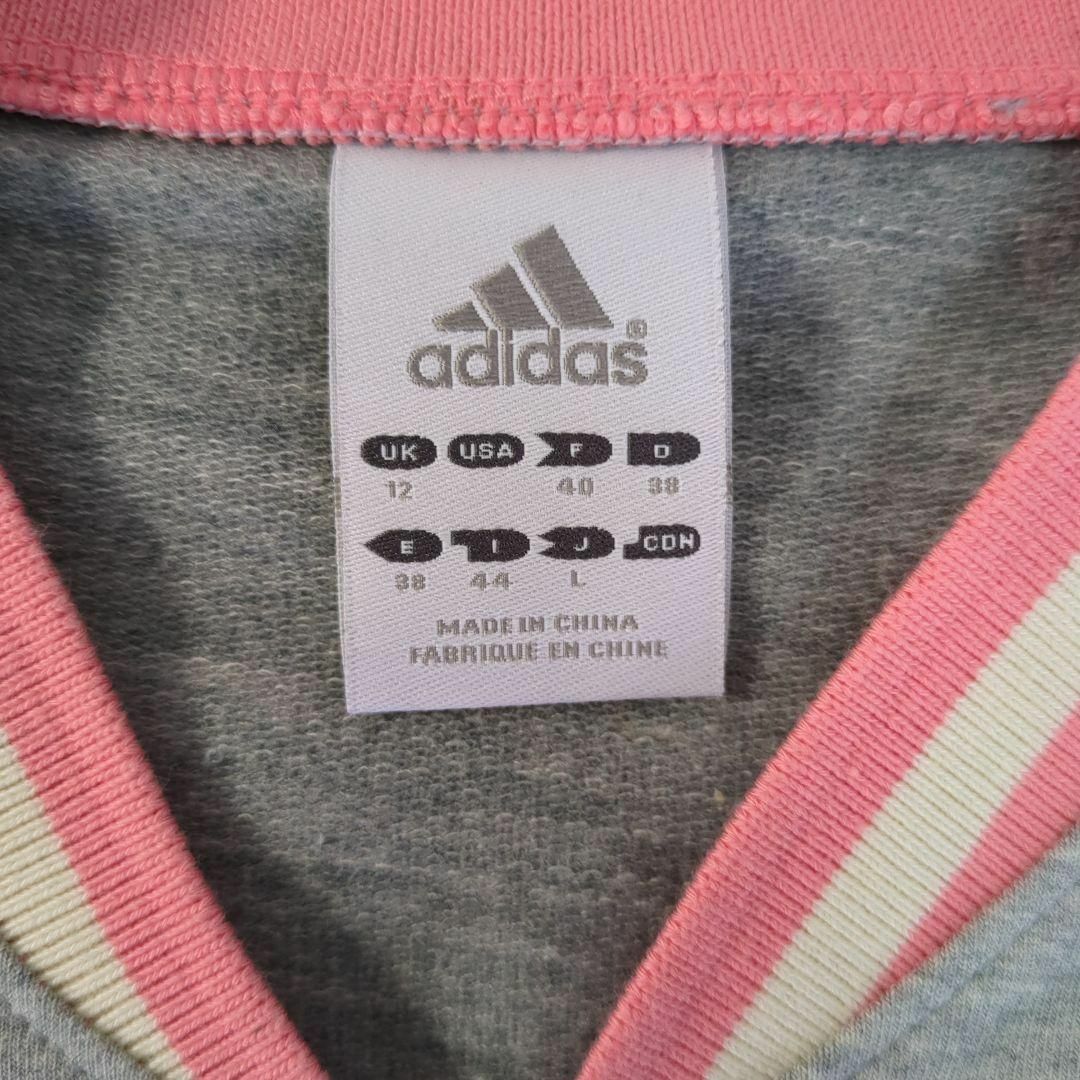 adidas®
UK USA F D
12 40 38
E I J CDN
38 44 L
MADE IN CHINA
FABRIQUE EN CHINE